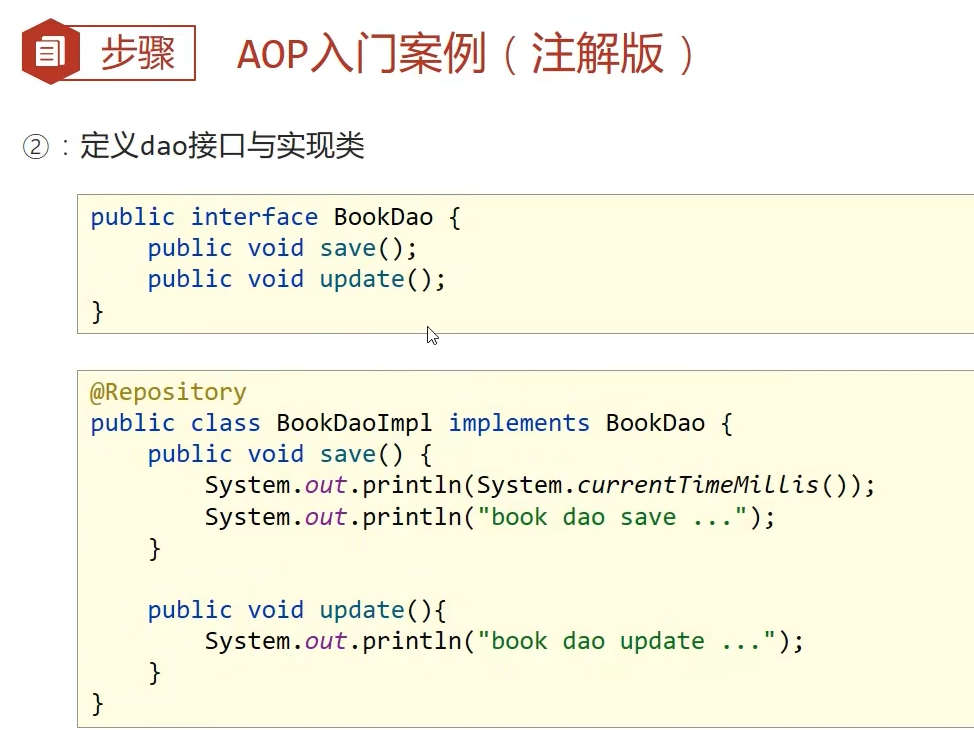 步骤
AOP入门案例（注解版）
②：定义dao接口与实现类
public interface BookDao {
    public void save();
    public void update();
}
@Repository
public class BookDaoImpl implements BookDao {
    public void save() {
        System.out.println(System.currentTimeMillis());
        System.out.println("book dao save ...");
    }
    public void update(){
        System.out.println("book dao update ...");
    }
}